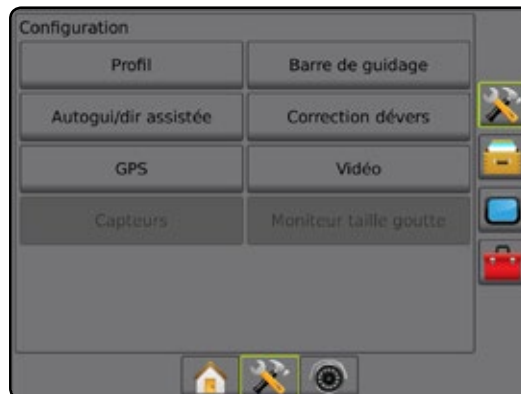 Configuration
Profil
Barre de guidage
Autogui/dir assistée
Correction dévers
GPS
Vidéo
Capteurs
Moniteur taille goutte